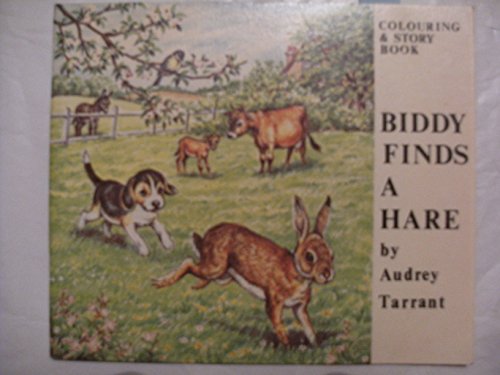 COLOURING
& STORY
BOOK
BIDDY
FINDS
A
HARE
by
Audrey
Tarrant